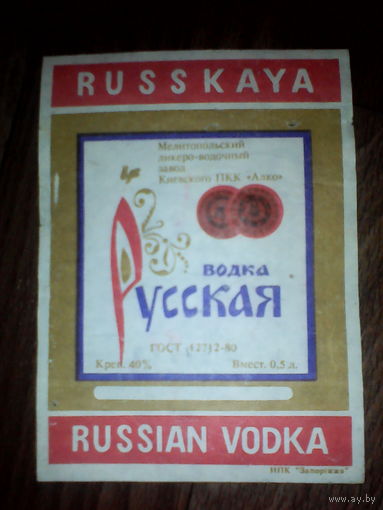 RUSSKAYA
Мелитопольский
ликеро-водочный
завод
Киевского ПКК «Алко»
водка
Русская
ГОСТ 12712-80
Креп. 40% Вмест. 0,5 л.
RUSSIAN VODKA
ИПК "Запоріжжя"
www.ay.by